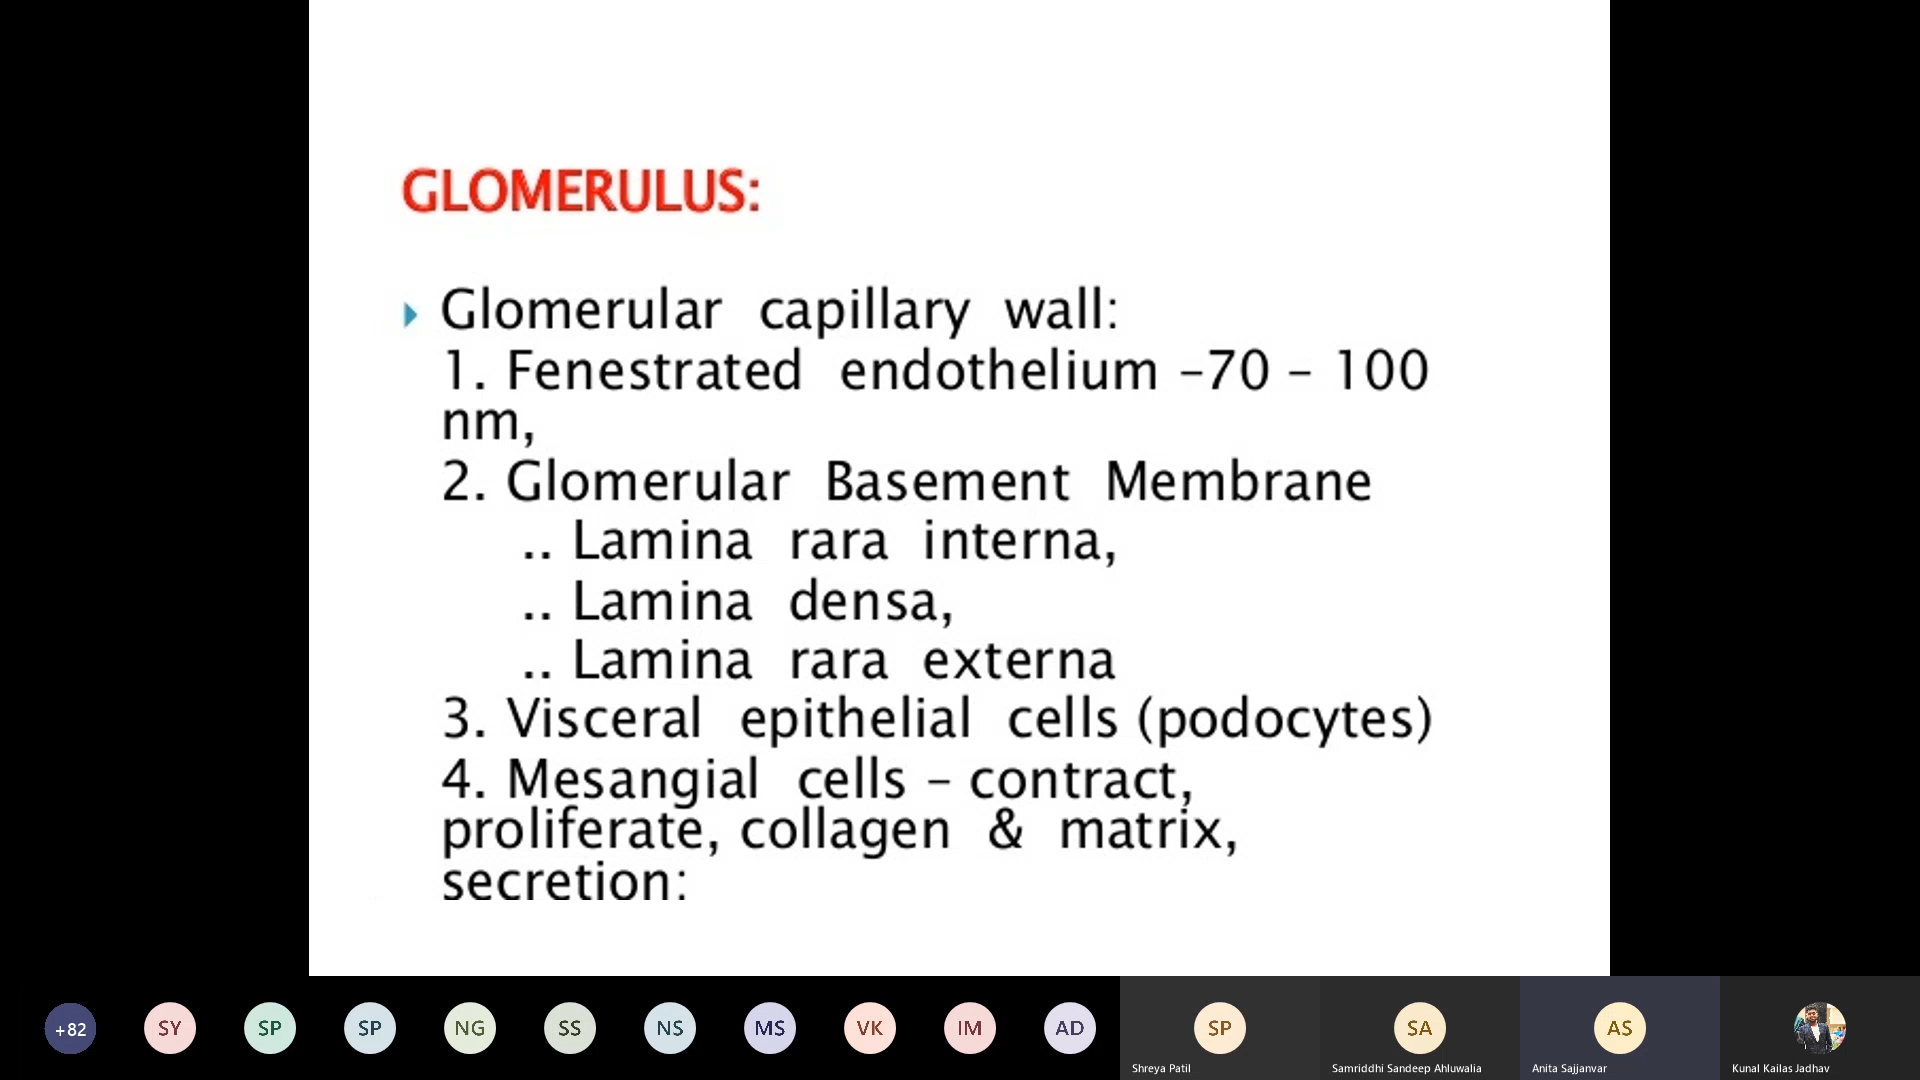 GLOMERULUS:
Glomerular capillary wall:
1. Fenestrated endothelium –70 – 100
nm,
2. Glomerular Basement Membrane
.. Lamina rara interna,
.. Lamina densa,
.. Lamina rara externa
3. Visceral epithelial cells (podocytes)
4. Mesangial cells – contract,
proliferate, collagen & matrix,
secretion:
+82 SY SP SP NG SS NS MS VK IM AD SP SA AS
Shreya Patil Samriddhi Sandeep Ahluwalia Anita Sajjanvar Kunal Kailas Jadhav